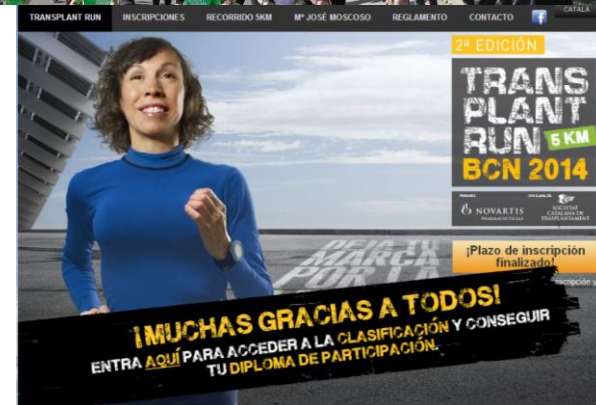 TRANSPLANT RUN INSCRIPCIONES RECORRIDO 5KM Mª JOSÉ MOSCOSO REGLAMENTO CONTACTO f CATALÀ
2ª EDICIÓN
TRANS
PLANT
RUN 5 KM
BCN 2014
NOVARTIS
PHARMACEUTICALS
SOCIETAT
CATALANA DE
TRASPLANTAMENT
¡Plazo de inscripción
finalizado!
inscripción y
DEJA TU
MARCA
POR LA
¡MUCHAS GRACIAS A TODOS!
ENTRA AQUÍ PARA ACCEDER A LA CLASIFICACIÓN Y CONSEGUIR
TU DIPLOMA DE PARTICIPACIÓN.